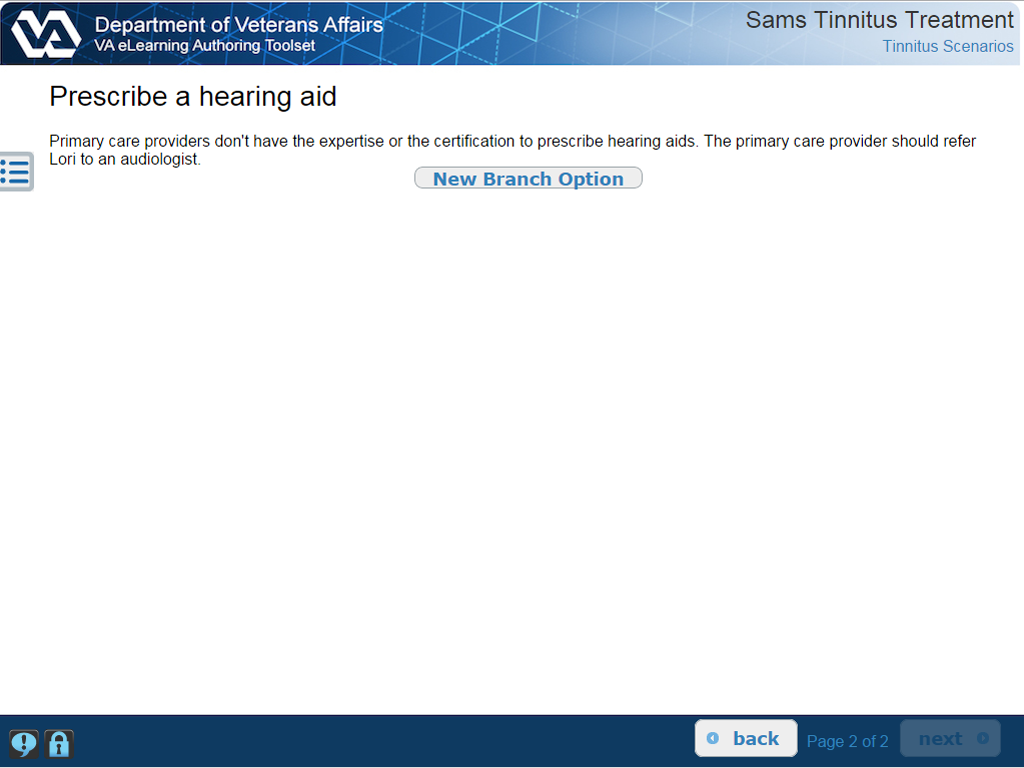 VA
Department of Veterans Affairs
VA eLearning Authoring Toolset
Sams Tinnitus Treatment
Tinnitus Scenarios
Prescribe a hearing aid
Primary care providers don't have the expertise or the certification to prescribe hearing aids. The primary care provider should refer
Lori to an audiologist.
New Branch Option
back
Page 2 of 2
next